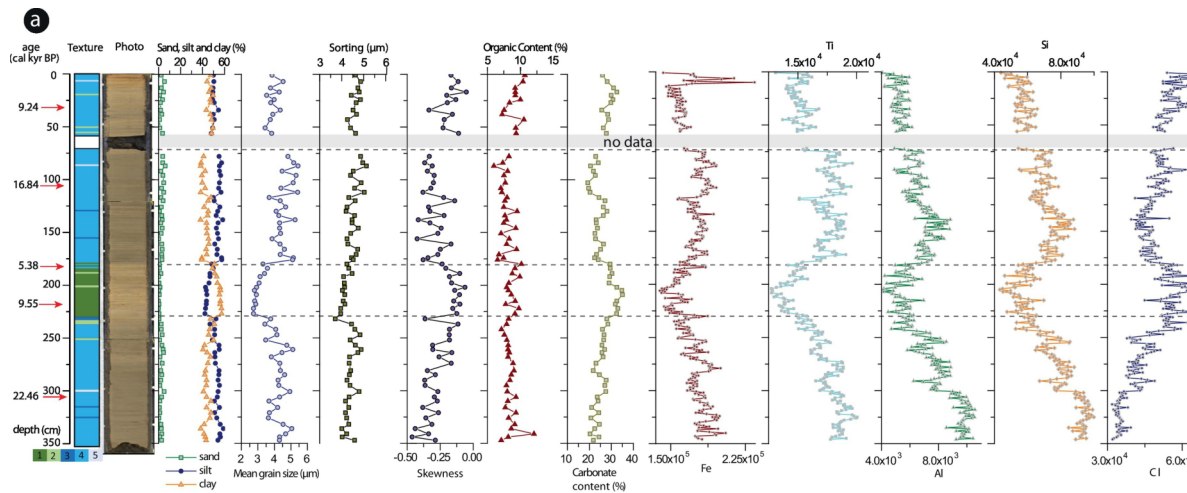 a
age
(cal kyr BP)
Texture
Photo
Sand, silt and clay (%)
0 20 40 60
2 3 4 5 6
Mean grain size (μm)
Sorting (μm)
3 4 5 6
-0.50 -0.25 0.00
Skewness
Organic Content (%)
5 10 15
10 20 30 40
Carbonate
content (%)
1.50x10⁵ 2.25x10⁵
Fe
Ti
1.5x10⁴ 2.0x10⁴
4.0x10³ 8.0x10³
Al
Si
4.0x10⁴ 8.0x10⁴
3.0x10⁴ 6.0x1
Cl
0
9.24
50
no data
100
16.84
150
5.38
200
9.55
250
300
22.46
depth (cm)
350
1 2 3 4 5
sand
silt
clay